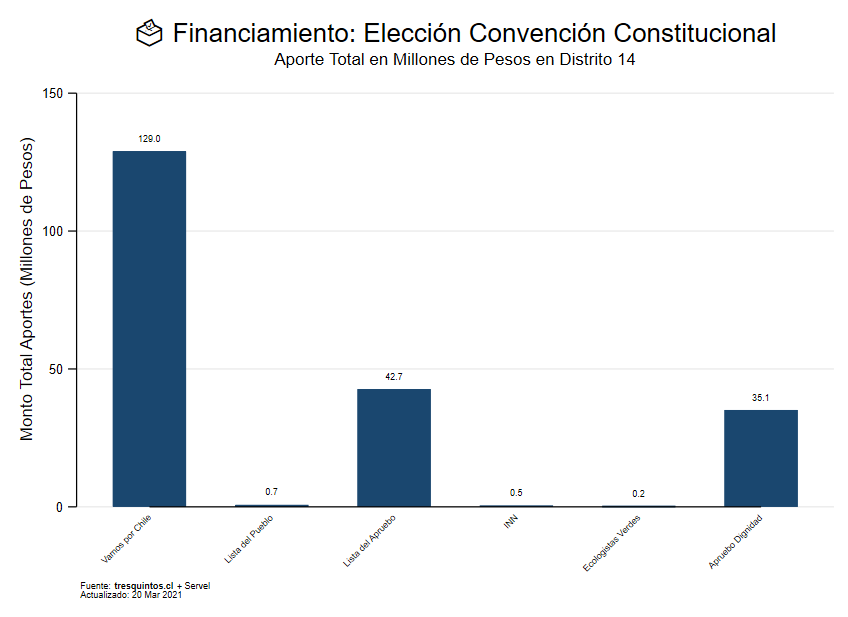 Financiamiento: Elección Convención Constitucional
Aporte Total en Millones de Pesos en Distrito 14
Monto Total Aportes (Millones de Pesos)
150
100
50
0
129.0
0.7
42.7
0.5
0.2
35.1
Vamos por Chile
Lista del Pueblo
Lista del Apruebo
INN
Ecologistas Verdes
Apruebo Dignidad
Fuente: tresquintos.cl + Servel
Actualizado: 20 Mar 2021